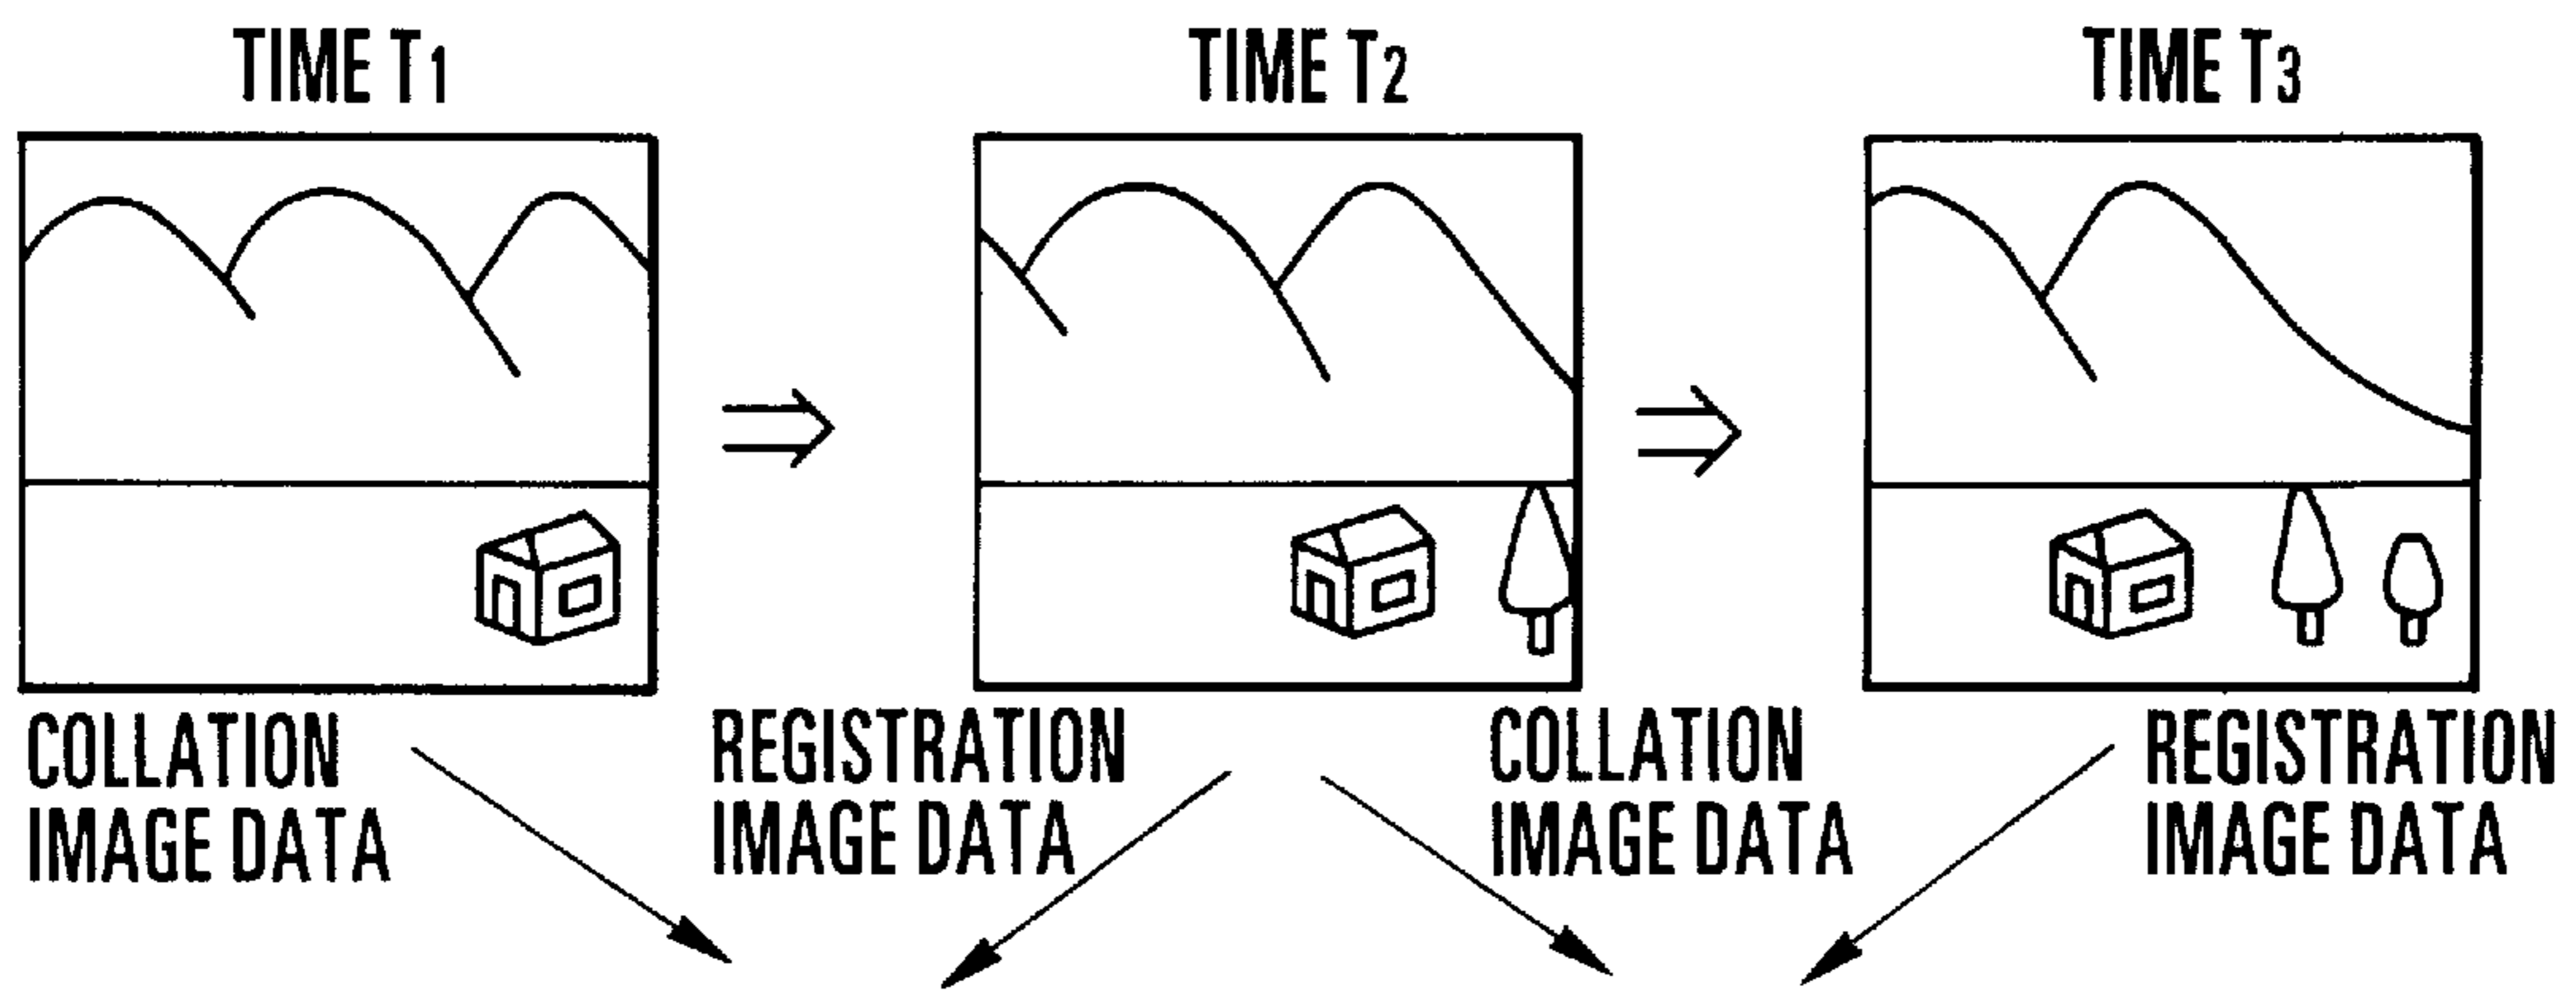 TIME T1
TIME T2
TIME T3
COLLATION
IMAGE DATA
REGISTRATION
IMAGE DATA
COLLATION
IMAGE DATA
REGISTRATION
IMAGE DATA